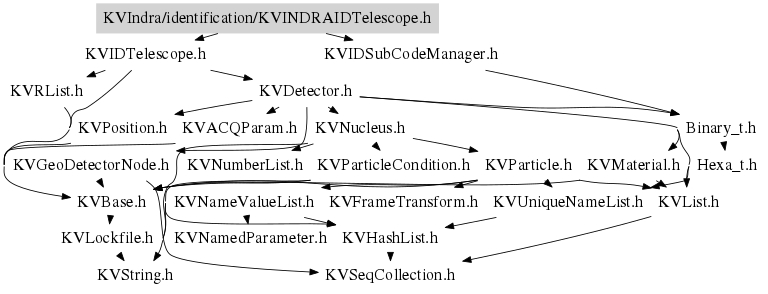 KVIndra/identification/KVINDRAIDTelescope.h
KVIDTelescope.h KVIDSubCodeManager.h
KVRList.h KVDetector.h
KVPosition.h KVACQParam.h KVNucleus.h Binary_t.h
KVGeoDetectorNode.h KVNumberList.h KVParticleCondition.h KVParticle.h KVMaterial.h Hexa_t.h
KVBase.h KVNameValueList.h KVFrameTransform.h KVUniqueNameList.h KVList.h
KVLockfile.h KVNamedParameter.h KVHashList.h
KVString.h KVSeqCollection.h